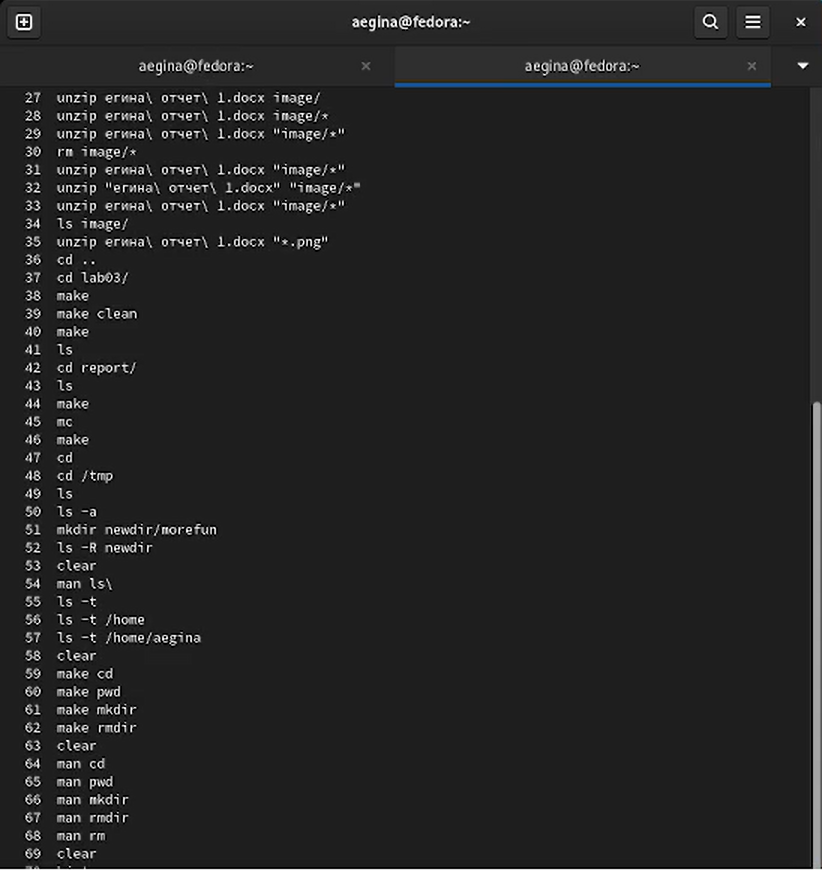 aegina@fedora:~
aegina@fedora:~ × aegina@fedora:~ ×
27 unzip егина\ отчет\ 1.docx image/
28 unzip егина\ отчет\ 1.docx image/*
29 unzip егина\ отчет\ 1.docx "image/*"
30 rm image/*
31 unzip егина\ отчет\ 1.docx "image/*"
32 unzip "егина\ отчет\ 1.docx" "image/*"
33 unzip егина\ отчет\ 1.docx "image/*"
34 ls image/
35 unzip егина\ отчет\ 1.docx "*.png"
36 cd ..
37 cd lab03/
38 make
39 make clean
40 make
41 ls
42 cd report/
43 ls
44 make
45 mc
46 make
47 cd
48 cd /tmp
49 ls
50 ls -a
51 mkdir newdir/morefun
52 ls -R newdir
53 clear
54 man ls\
55 ls -t
56 ls -t /home
57 ls -t /home/aegina
58 clear
59 make cd
60 make pwd
61 make mkdir
62 make rmdir
63 clear
64 man cd
65 man pwd
66 man mkdir
67 man rmdir
68 man rm
69 clear